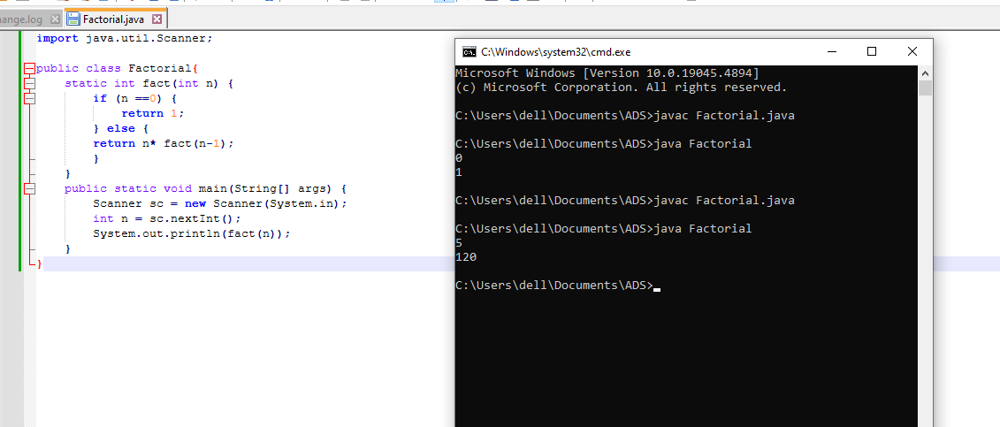 hange.log
Factorial.java
import java.util.Scanner;
public class Factorial{
static int fact(int n) {
if (n ==0) {
return 1;
} else {
return n* fact(n-1);
}
}
public static void main(String[] args) {
Scanner sc = new Scanner(System.in);
int n = sc.nextInt();
System.out.println(fact(n));
}
}
C:\Windows\system32\cmd.exe
Microsoft Windows [Version 10.0.19045.4894]
(c) Microsoft Corporation. All rights reserved.
C:\Users\dell\Documents\ADS>javac Factorial.java
C:\Users\dell\Documents\ADS>java Factorial
0
1
C:\Users\dell\Documents\ADS>javac Factorial.java
C:\Users\dell\Documents\ADS>java Factorial
5
120
C:\Users\dell\Documents\ADS>